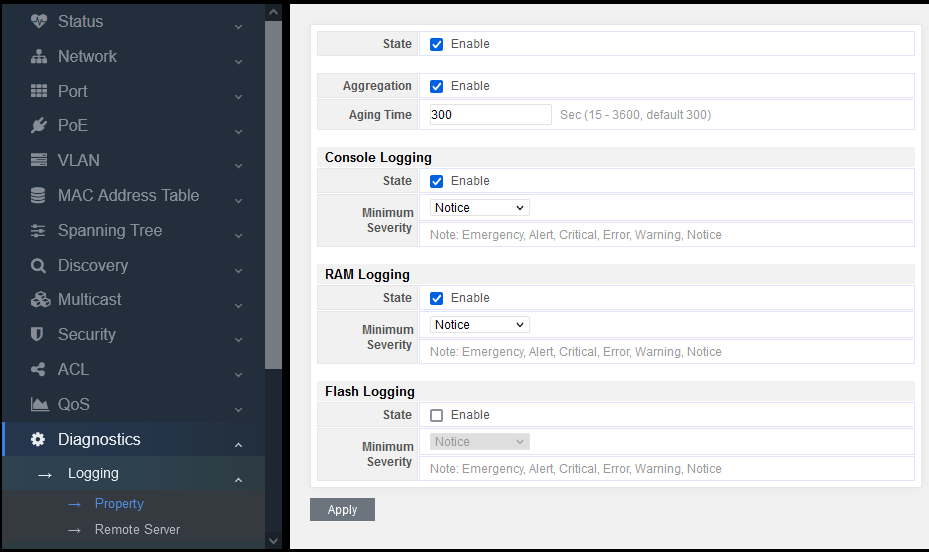 Status
Network
Port
PoE
VLAN
MAC Address Table
Spanning Tree
Discovery
Multicast
Security
ACL
QoS
Diagnostics
Logging
Property
Remote Server
State Enable
Aggregation Enable
Aging Time 300 Sec (15 - 3600, default 300)
Console Logging
State Enable
Minimum Severity Notice
Note: Emergency, Alert, Critical, Error, Warning, Notice
RAM Logging
State Enable
Minimum Severity Notice
Note: Emergency, Alert, Critical, Error, Warning, Notice
Flash Logging
State Enable
Minimum Severity Notice
Note: Emergency, Alert, Critical, Error, Warning, Notice
Apply